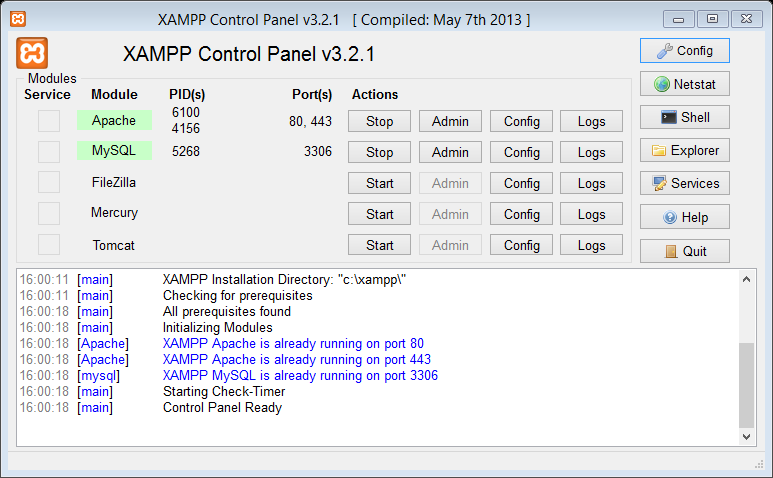 XAMPP Control Panel v3.2.1 [ Compiled: May 7th 2013 ]
XAMPP Control Panel v3.2.1
Config
Netstat
Shell
Explorer
Services
Help
Quit
Modules
Service Module PID(s) Port(s) Actions
Apache 6100 4156 80, 443 Stop Admin Config Logs
MySQL 5268 3306 Stop Admin Config Logs
FileZilla Start Admin Config Logs
Mercury Start Admin Config Logs
Tomcat Start Admin Config Logs
16:00:11 [main] XAMPP Installation Directory: "c:\xampp\"
16:00:11 [main] Checking for prerequisites
16:00:18 [main] All prerequisites found
16:00:18 [main] Initializing Modules
16:00:18 [Apache] XAMPP Apache is already running on port 80
16:00:18 [Apache] XAMPP Apache is already running on port 443
16:00:18 [mysql] XAMPP MySQL is already running on port 3306
16:00:18 [main] Starting Check-Timer
16:00:18 [main] Control Panel Ready